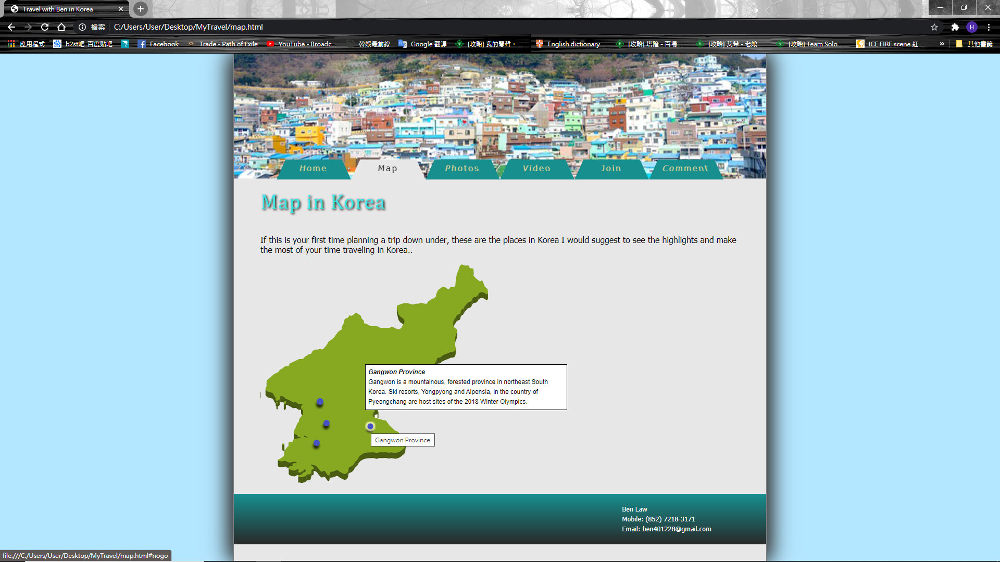 Travel with Ben in Korea
檔案 C:/Users/User/Desktop/MyTravel/map.html
H
應用程式 b2st吧_百度貼吧 Facebook Trade - Path of Exile YouTube - Broadc... 韓娛最前線 Google 翻譯 [攻略] 我的琴聲，... English dictionary... [攻略] 塔隆 - 百場... [攻略] 艾希 - 老娘... [攻略] Team Solo... ICE FIRE scene 紅... » 其他書籤
Home Map Photos Video Join Comment
Map in Korea
If this is your first time planning a trip down under, these are the places in Korea I would suggest to see the highlights and make
the most of your time traveling in Korea..
Gangwon Province
Gangwon is a mountainous, forested province in northeast South
Korea. Ski resorts, Yongpyong and Alpensia, in the country of
Pyeongchang are host sites of the 2018 Winter Olympics.
Gangwon Province
Ben Law
Mobile: (852) 7218-3171
Email: ben401228@gmail.com
file:///C:/Users/User/Desktop/MyTravel/map.html#nogo